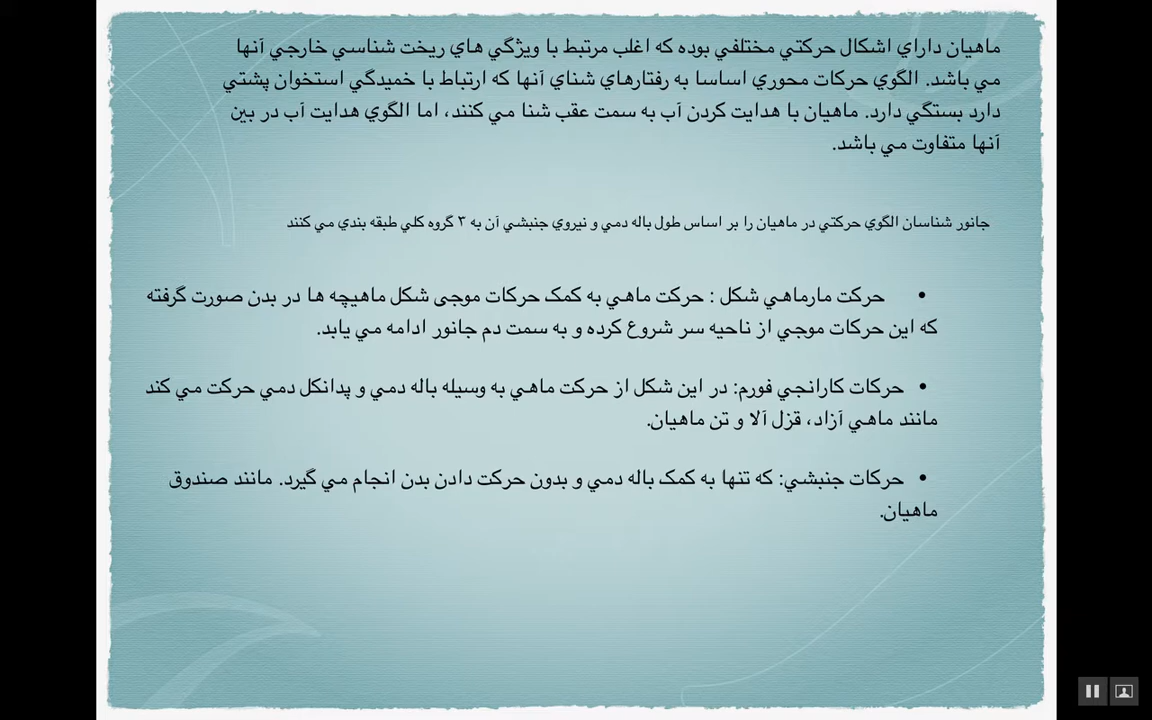 ماهيان داراي اشكال حركتي مختلفي بوده كه اغلب مرتبط با ويژگي هاي ريخت شناسي خارجي آنها
مي باشد. الگوي حركات محوري اساسا به رفتارهاي شناي آنها كه ارتباط با خميدگي استخوان پشتي
دارد بستگي دارد. ماهيان با هدايت كردن آب به سمت عقب شنا مي كنند، اما الگوي هدايت آب در بين
آنها متفاوت مي باشد.
جانور شناسان الگوي حركتي در ماهيان را بر اساس طول باله دمي و نيروي جنبشي آن به ۳ گروه كلي طبقه بندي مي كنند
• حركت مارماهي شكل : حركت ماهي به كمک حركات موجی شكل ماهيچه ها در بدن صورت گرفته
كه اين حركات موجي از ناحيه سر شروع كرده و به سمت دم جانور ادامه مي يابد.
• حركات كارانجي فورم: در اين شكل از حركت ماهي به وسيله باله دمي و پدانكل دمي حركت مي كند
مانند ماهي آزاد، قزل آلا و تن ماهيان.
• حركات جنبشي: كه تنها به كمک باله دمي و بدون حركت دادن بدن انجام مي گيرد. مانند صندوق
ماهيان.